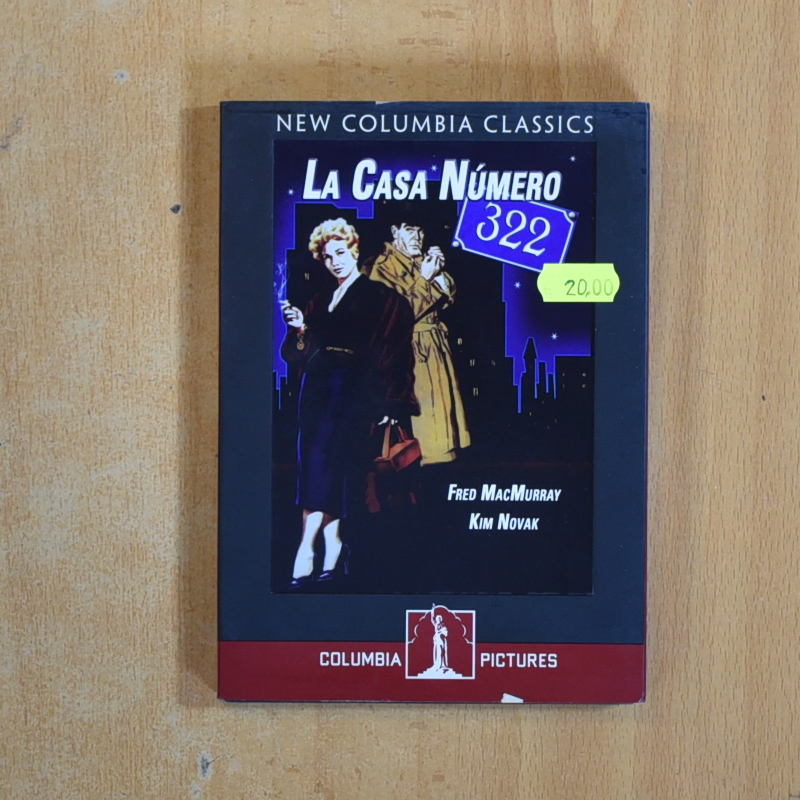 NEW COLUMBIA CLASSICS
LA CASA NÚMERO
322
20,00
FRED MACMURRAY
KIM NOVAK
COLUMBIA PICTURES